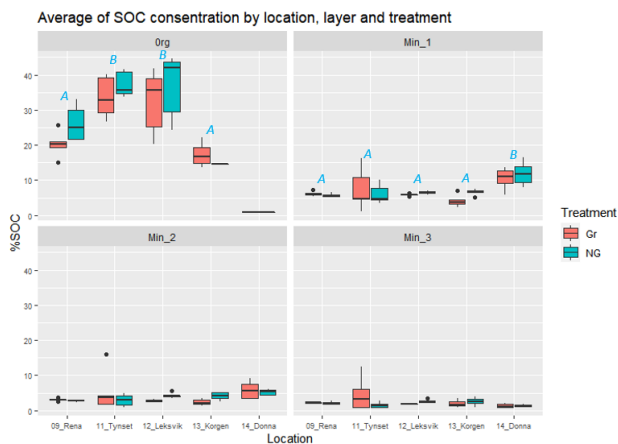 Average of SOC consentration by location, layer and treatment
0rg
Min_1
40
30
20
10
0
A
B
B
A
A
A
A
A
B
%SOC
Treatment
Gr
NG
Min_2
Min_3
40
30
20
10
0
09_Rena
11_Tynset
12_Leksvik
13_Korgen
14_Donna
09_Rena
11_Tynset
12_Leksvik
13_Korgen
14_Donna
Location